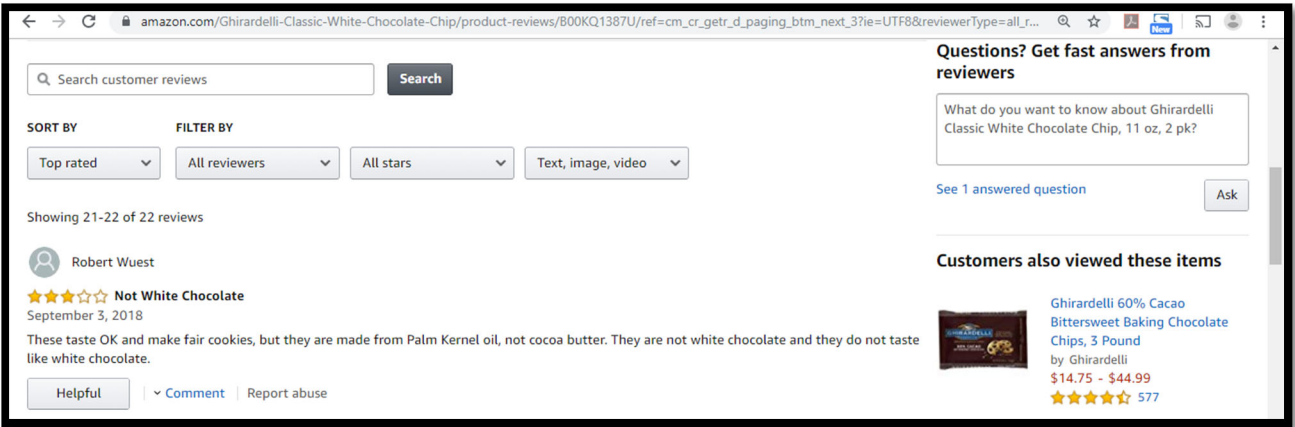 amazon.com/Ghirardelli-Classic-White-Chocolate-Chip/product-reviews/B00KQ1387U/ref=cm_cr_getr_d_paging_btm_next_3?ie=UTF8&reviewerType=all_r...
New
Search customer reviews
Search
SORT BY
FILTER BY
Top rated
All reviewers
All stars
Text, image, video
Showing 21-22 of 22 reviews
Robert Wuest
Not White Chocolate
September 3, 2018
These taste OK and make fair cookies, but they are made from Palm Kernel oil, not cocoa butter. They are not white chocolate and they do not taste
like white chocolate.
Helpful
Comment
Report abuse
Questions? Get fast answers from
reviewers
What do you want to know about Ghirardelli
Classic White Chocolate Chip, 11 oz, 2 pk?
See 1 answered question
Ask
Customers also viewed these items
GHIRARDELLI
Ghirardelli 60% Cacao
Bittersweet Baking Chocolate
Chips, 3 Pound
by Ghirardelli
$14.75 - $44.99
577